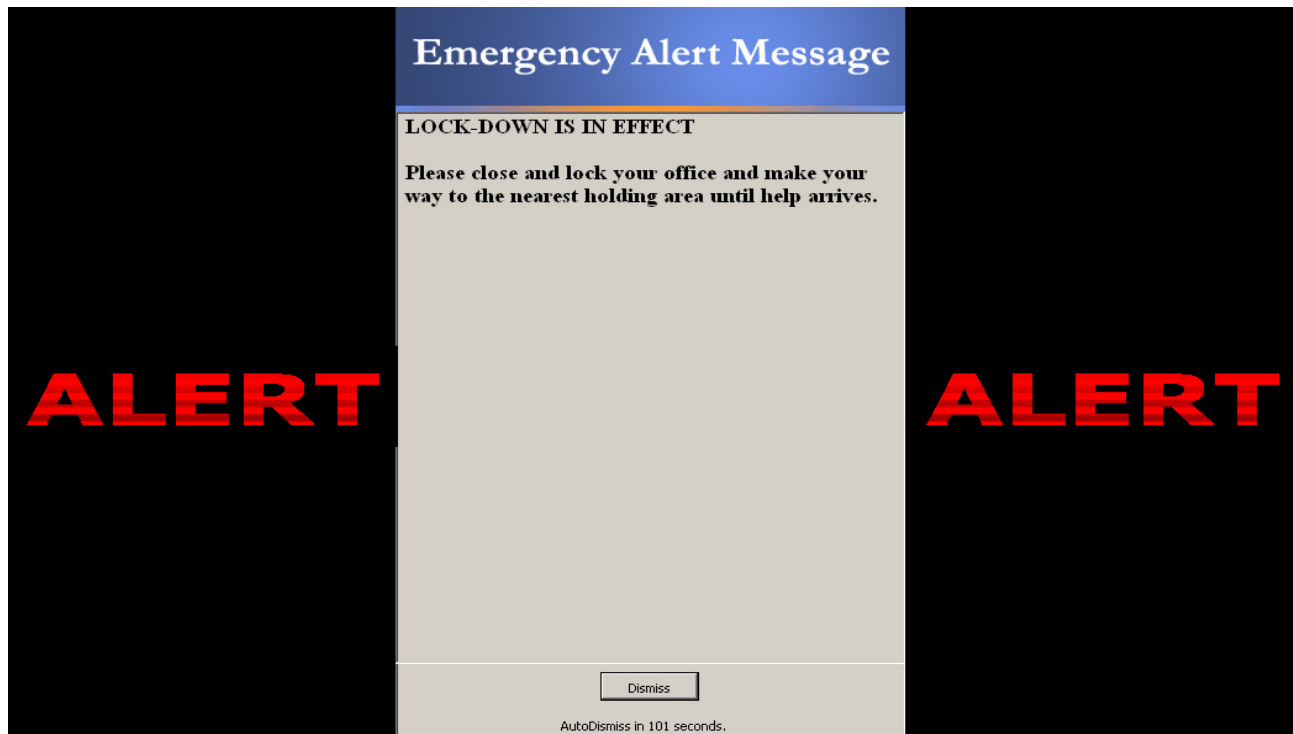 Emergency Alert Message
LOCK-DOWN IS IN EFFECT
Please close and lock your office and make your
way to the nearest holding area until help arrives.
ALERT
ALERT
Dismiss
AutoDismiss in 101 seconds.